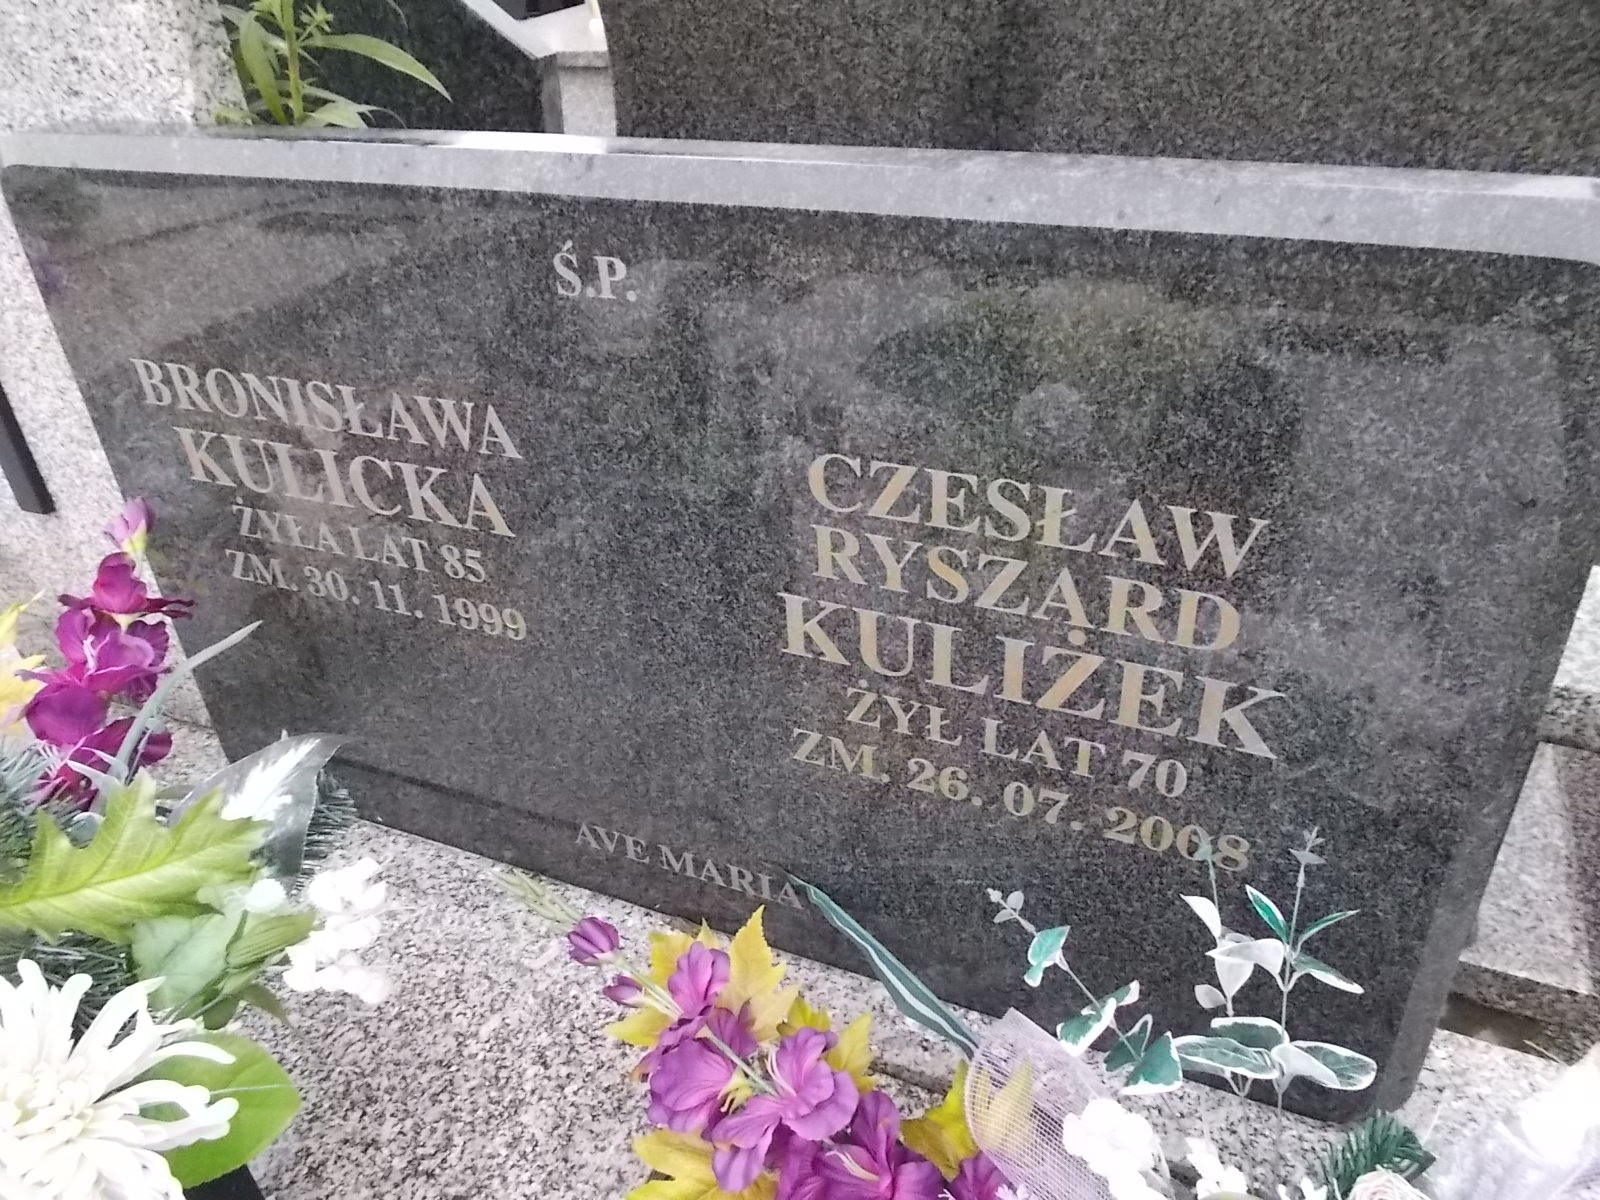 Ś.P.
BRONISŁAWA
KULICKA
ŻYŁA LAT 85
ZM. 30. 11. 1999
CZESŁAW
RYSZARD
KULIŻEK
ŻYŁ LAT 70
ZM. 26. 07. 2008
AVE MARIA